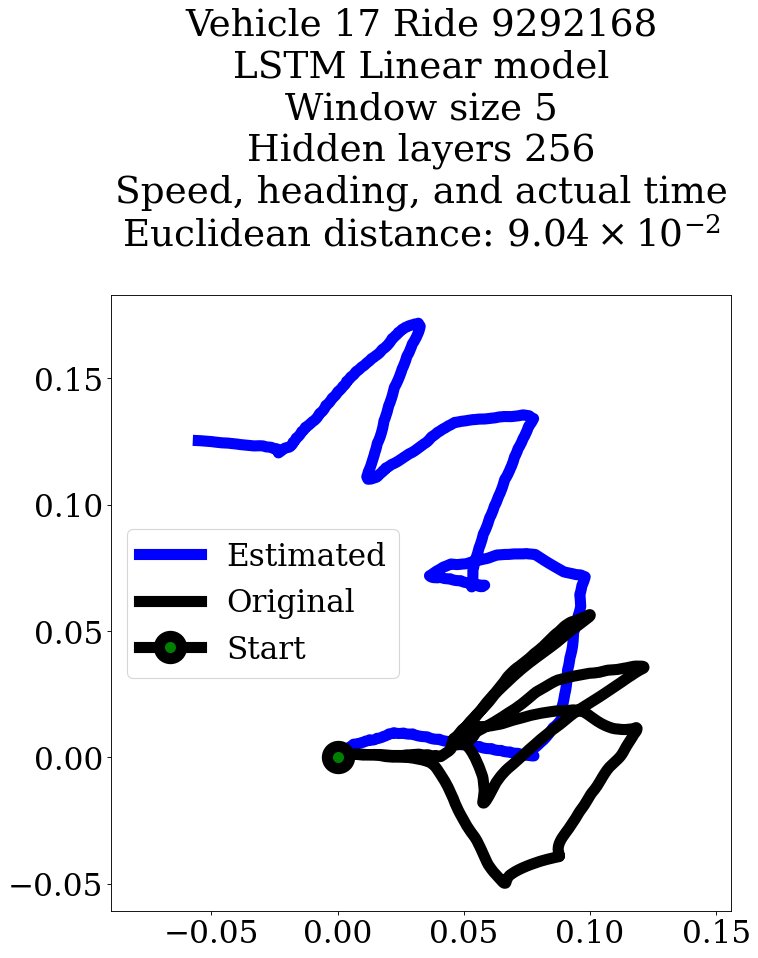 Vehicle 17 Ride 9292168
LSTM Linear model
Window size 5
Hidden layers 256
Speed, heading, and actual time
Euclidean distance: 9.04 × 10⁻²
0.15
0.10
0.05
0.00
−0.05
Estimated
Original
Start
−0.05 0.00 0.05 0.10 0.15